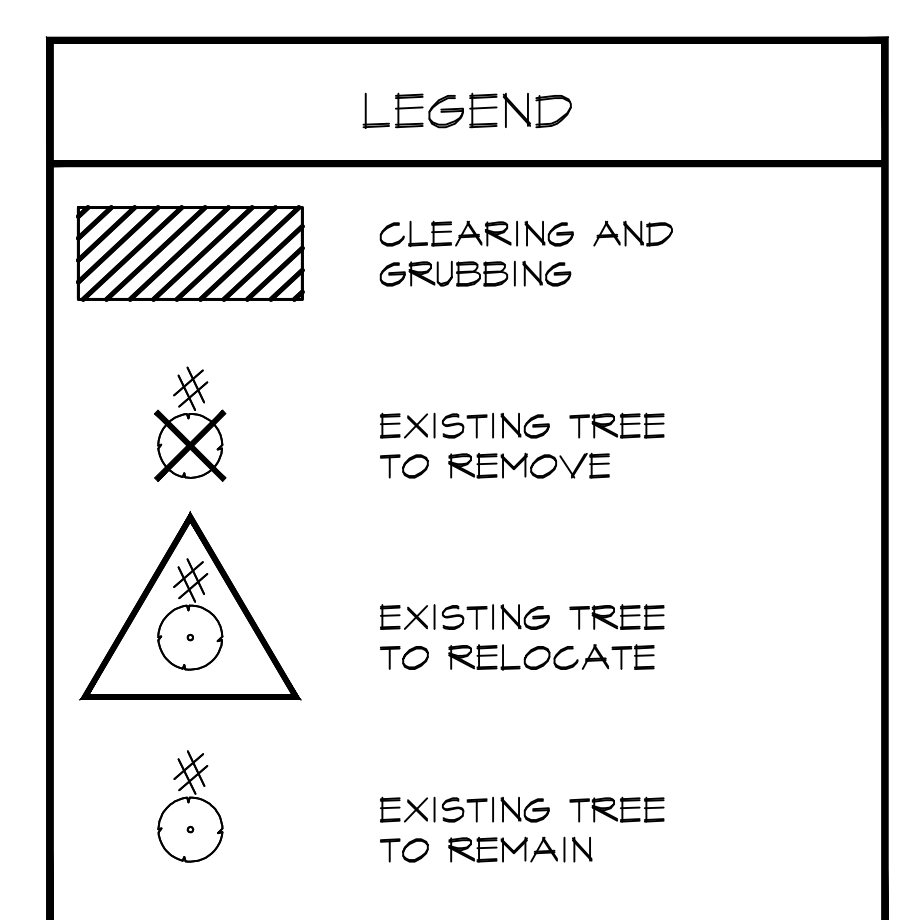 LEGEND
CLEARING AND
GRUBBING
#
EXISTING TREE
TO REMOVE
#
EXISTING TREE
TO RELOCATE
#
EXISTING TREE
TO REMAIN